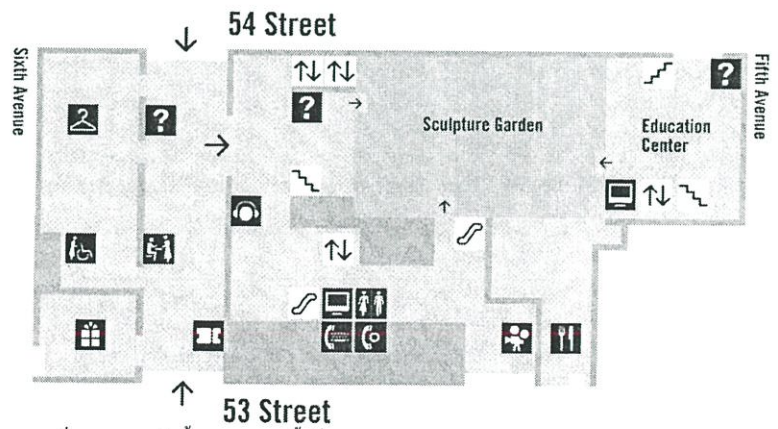 54 Street
Sixth Avenue
Fifth Avenue
Sculpture Garden
Education
Center
53 Street